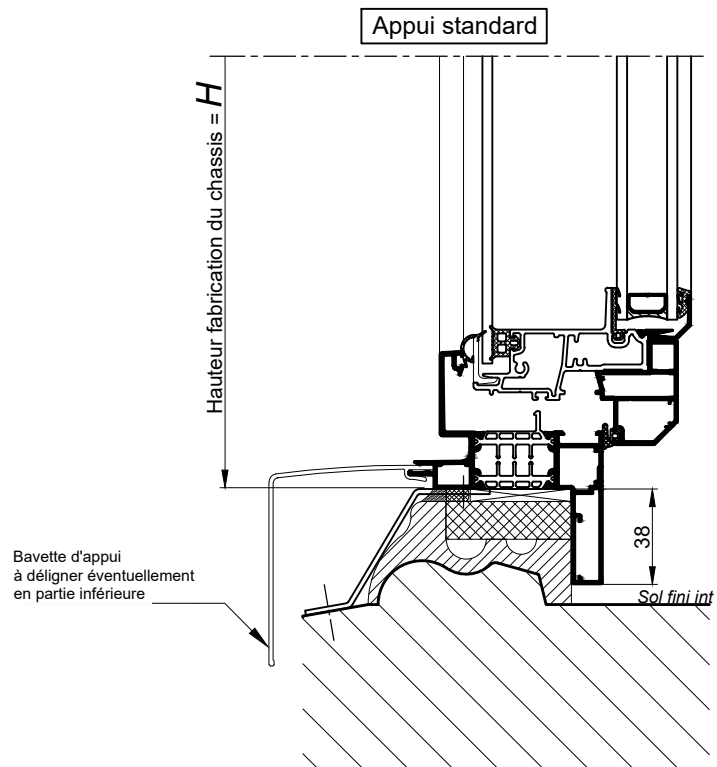 Appui standard
Hauteur fabrication du chassis = H
38
Bavette d'appui
à déligner éventuellement
en partie inférieure
Sol fini int